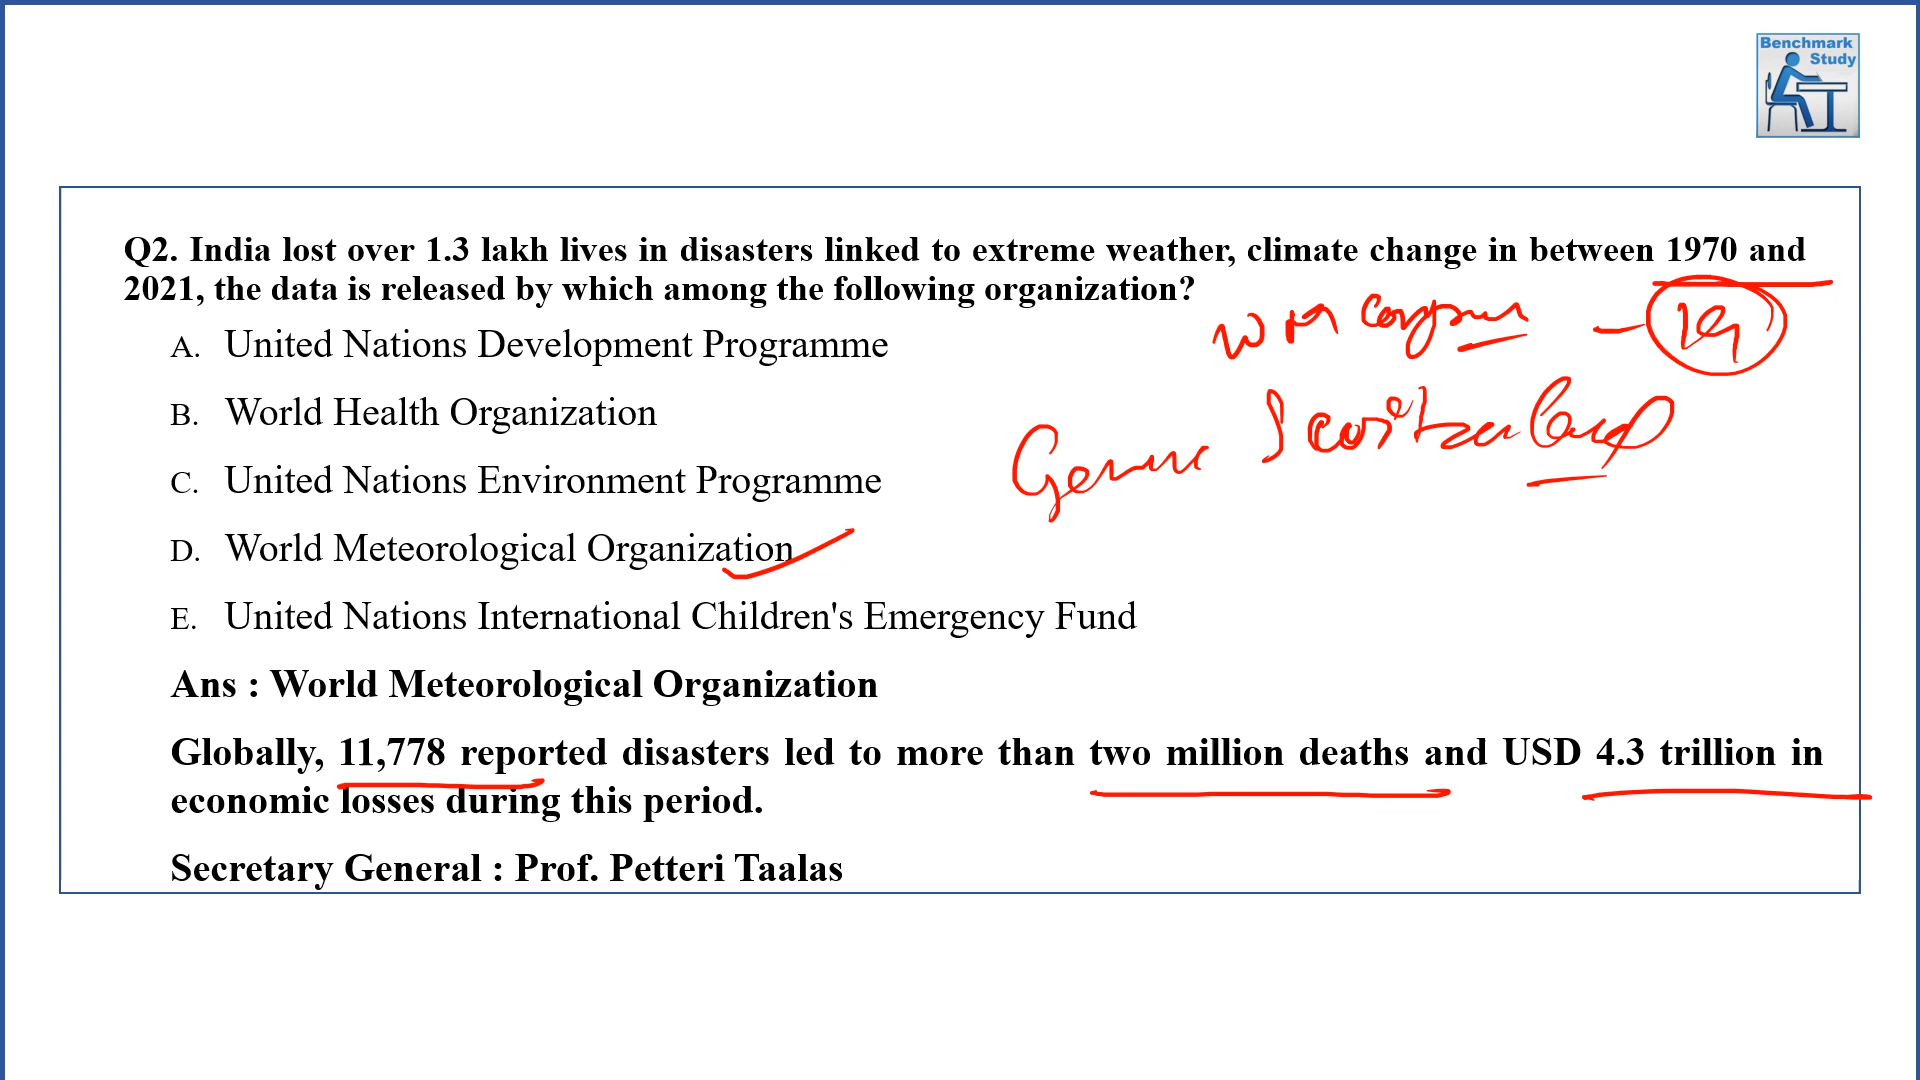 Benchmark
Study
Q2. India lost over 1.3 lakh lives in disasters linked to extreme weather, climate change in between 1970 and
2021, the data is released by which among the following organization?
WM Congress – 19
A. United Nations Development Programme
B. World Health Organization
Switzerland
C. United Nations Environment Programme
D. World Meteorological Organization
E. United Nations International Children's Emergency Fund
Ans : World Meteorological Organization
Globally, 11,778 reported disasters led to more than two million deaths and USD 4.3 trillion in
economic losses during this period.
Secretary General : Prof. Petteri Taalas